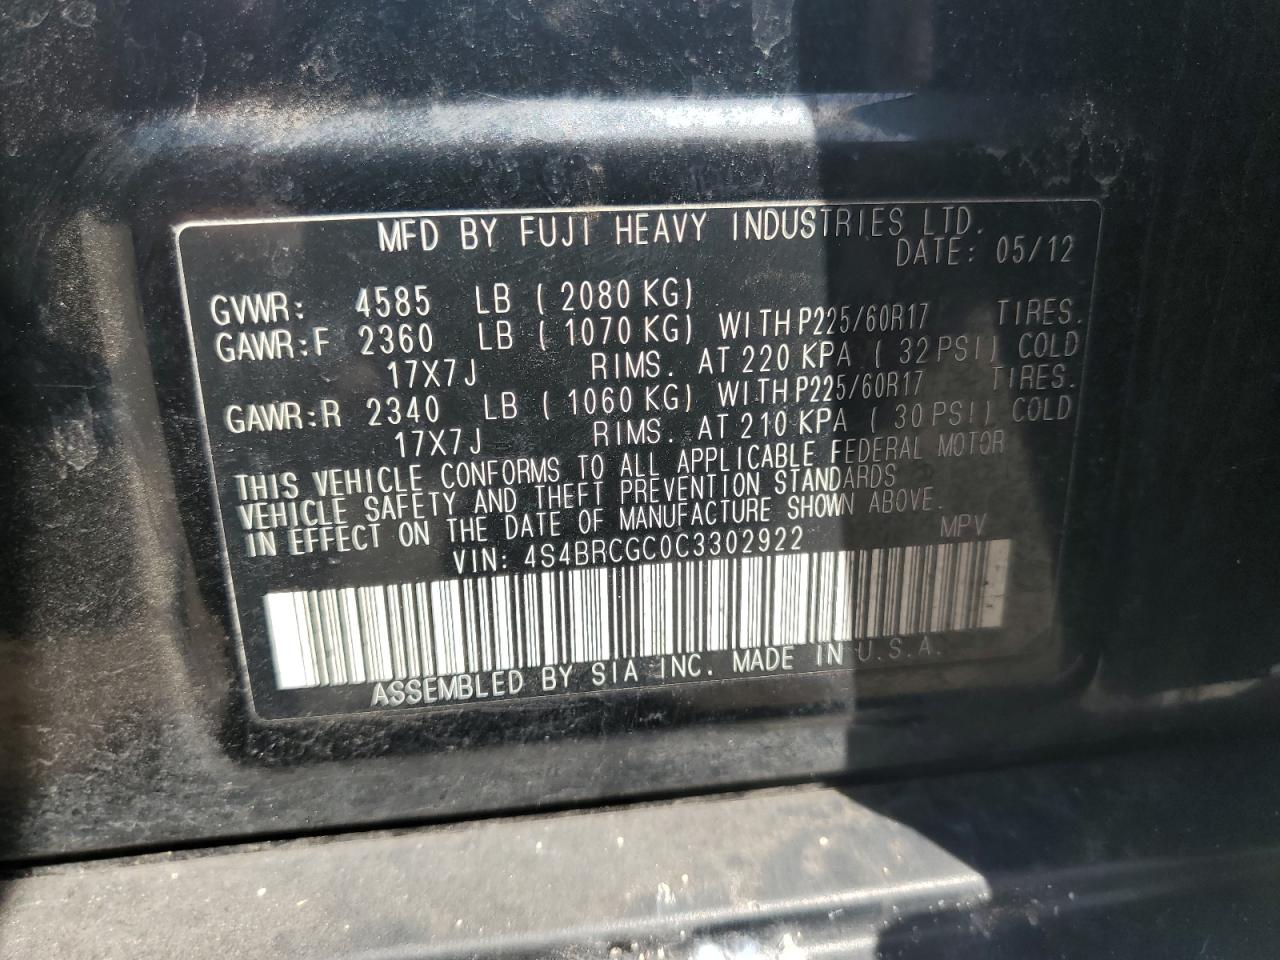 MFD BY FUJI HEAVY INDUSTRIES LTD.
DATE: 05/12
GVWR: 4585 LB (2080 KG)
GAWR:F 2360 LB (1070 KG) WITH P225/60R17 TIRES.
17X7J RIMS. AT 220 KPA (32 PSI) COLD
GAWR:R 2340 LB (1060 KG) WITH P225/60R17 TIRES.
17X7J RIMS. AT 210 KPA (30 PSI) COLD
THIS VEHICLE CONFORMS TO ALL APPLICABLE FEDERAL MOTOR
VEHICLE SAFETY AND THEFT PREVENTION STANDARDS
IN EFFECT ON THE DATE OF MANUFACTURE SHOWN ABOVE.
VIN: 4S4BRCGC0C3302922 MPV
ASSEMBLED BY SIA INC. MADE IN U.S.A.